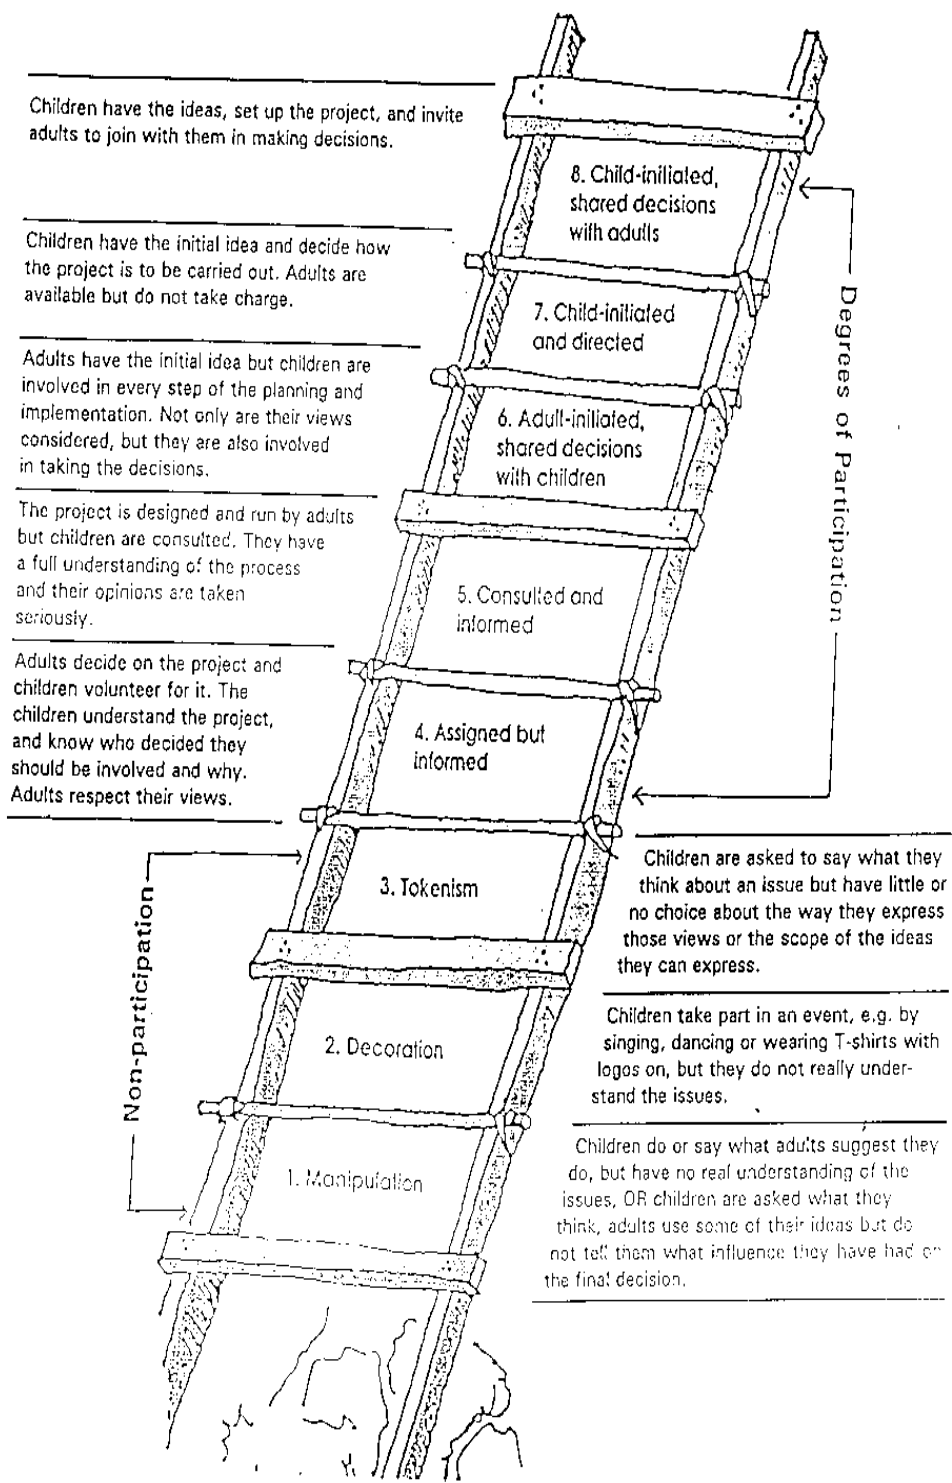 Children have the ideas, set up the project, and invite
adults to join with them in making decisions.
8. Child-initiated,
shared decisions
with adults
Children have the initial idea and decide how
the project is to be carried out. Adults are
available but do not take charge.
7. Child-initiated
and directed
Adults have the initial idea but children are
involved in every step of the planning and
implementation. Not only are their views
considered, but they are also involved
in taking the decisions.
6. Adult-initiated,
shared decisions
with children
The project is designed and run by adults
but children are consulted. They have
a full understanding of the process
and their opinions are taken
seriously.
5. Consulted and
informed
Adults decide on the project and
children volunteer for it. The
children understand the project,
and know who decided they
should be involved and why.
Adults respect their views.
4. Assigned but
informed
Degrees of Participation
3. Tokenism
Children are asked to say what they
think about an issue but have little or
no choice about the way they express
those views or the scope of the ideas
they can express.
2. Decoration
Children take part in an event, e.g. by
singing, dancing or wearing T-shirts with
logos on, but they do not really under-
stand the issues.
1. Manipulation
Children do or say what adults suggest they
do, but have no real understanding of the
issues, OR children are asked what they
think, adults use some of their ideas but do
not tell them what influence they have had on
the final decision.
Non-participation